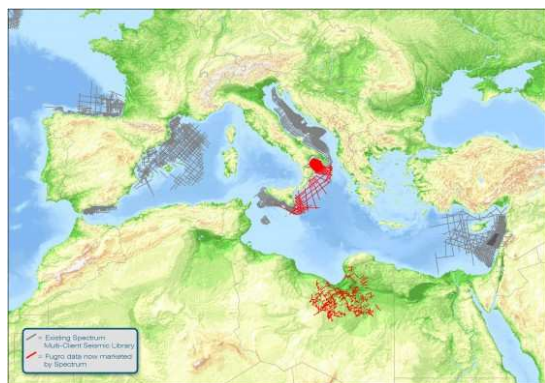 = Existing Spectrum
Multi-Client Seismic Library
= Fugro data now marketed
by Spectrum